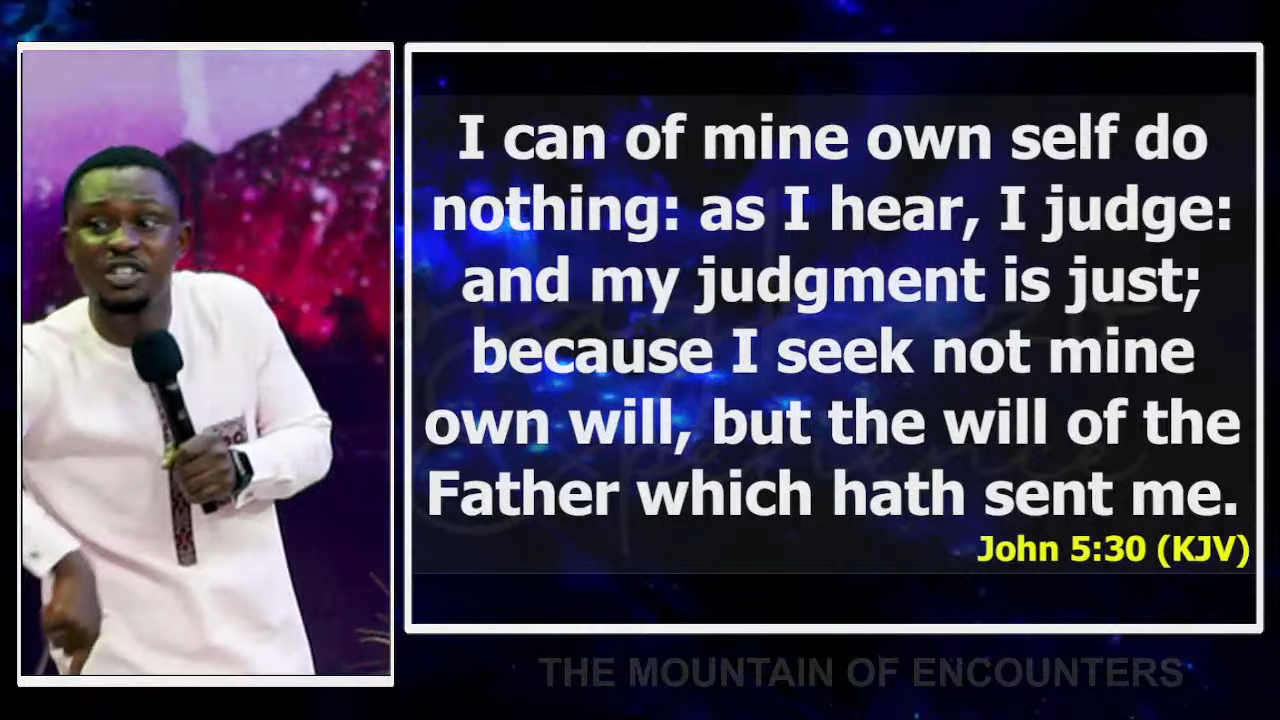 I can of mine own self do
nothing: as I hear, I judge:
and my judgment is just;
because I seek not mine
own will, but the will of the
Father which hath sent me.
John 5:30 (KJV)
THE MOUNTAIN OF ENCOUNTERS